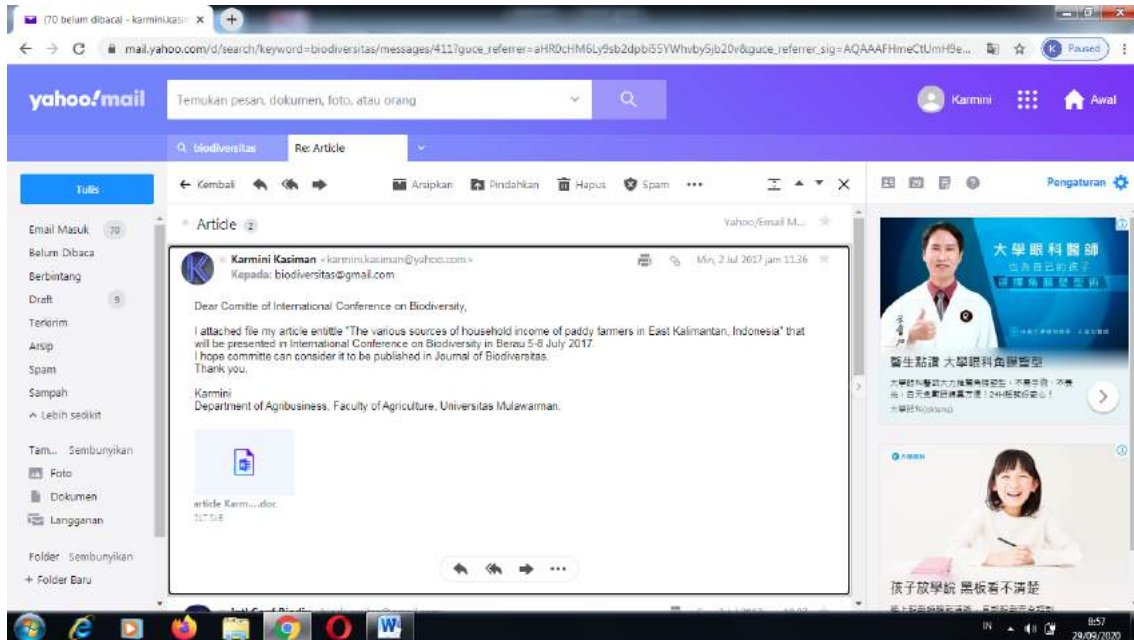 (70 belum dibaca) - karmini.kasi
mail.yahoo.com/d/search/keyword=biodiversitas/messages/411?guce_referrer=
Paused
yahoo!mail
Temukan pesan, dokumen, foto, atau orang
Karmini
Awal
biodiversitas
Re: Article
Tulis
Kembali
Arsipkan
Pindahkan
Hapus
Spam
Pengaturan
Email Masuk 70
Belum Dibaca
Berbintang
Draft 9
Terkirim
Arsip
Spam
Sampah
Lebih sedikit
Tam... Sembunyikan
Foto
Dokumen
Langganan
Folder Sembunyikan
+ Folder Baru
Article 2
Yahoo/Email M...
Karmini Kasiman <karmini.kasiman@yahoo.com>
Min, 2 Jul 2017 jam 11.36
Kepada: biodiversitas@gmail.com
Dear Comitte of International Conference on Biodiversity,
I attached file my article entitle "The various sources of household income of paddy farmers in East Kalimantan, Indonesia" that
will be presented in International Conference on Biodiversity in Berau 5-8 July 2017.
I hope committe can consider it to be published in Journal of Biodiversitas.
Thank you.
Karmini
Department of Agribusiness, Faculty of Agriculture, Universitas Mulawarman.
article Karm....doc
大學眼科醫師
醫生點讚 大學眼科角膜塑型
孩子放學說 黑板看不清楚
IN
8:57
29/09/2020